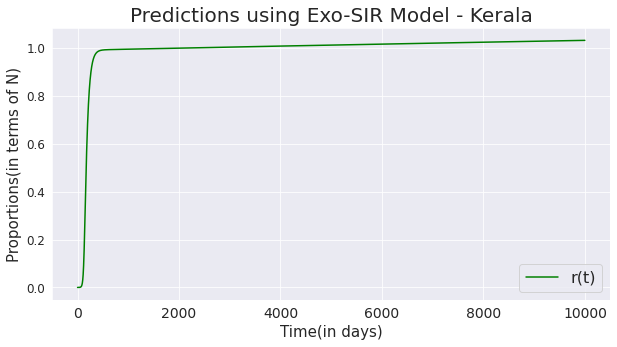 Predictions using Exo-SIR Model - Kerala
Proportions(in terms of N)
1.0
0.8
0.6
0.4
0.2
0.0
r(t)
0 2000 4000 6000 8000 10000
Time(in days)